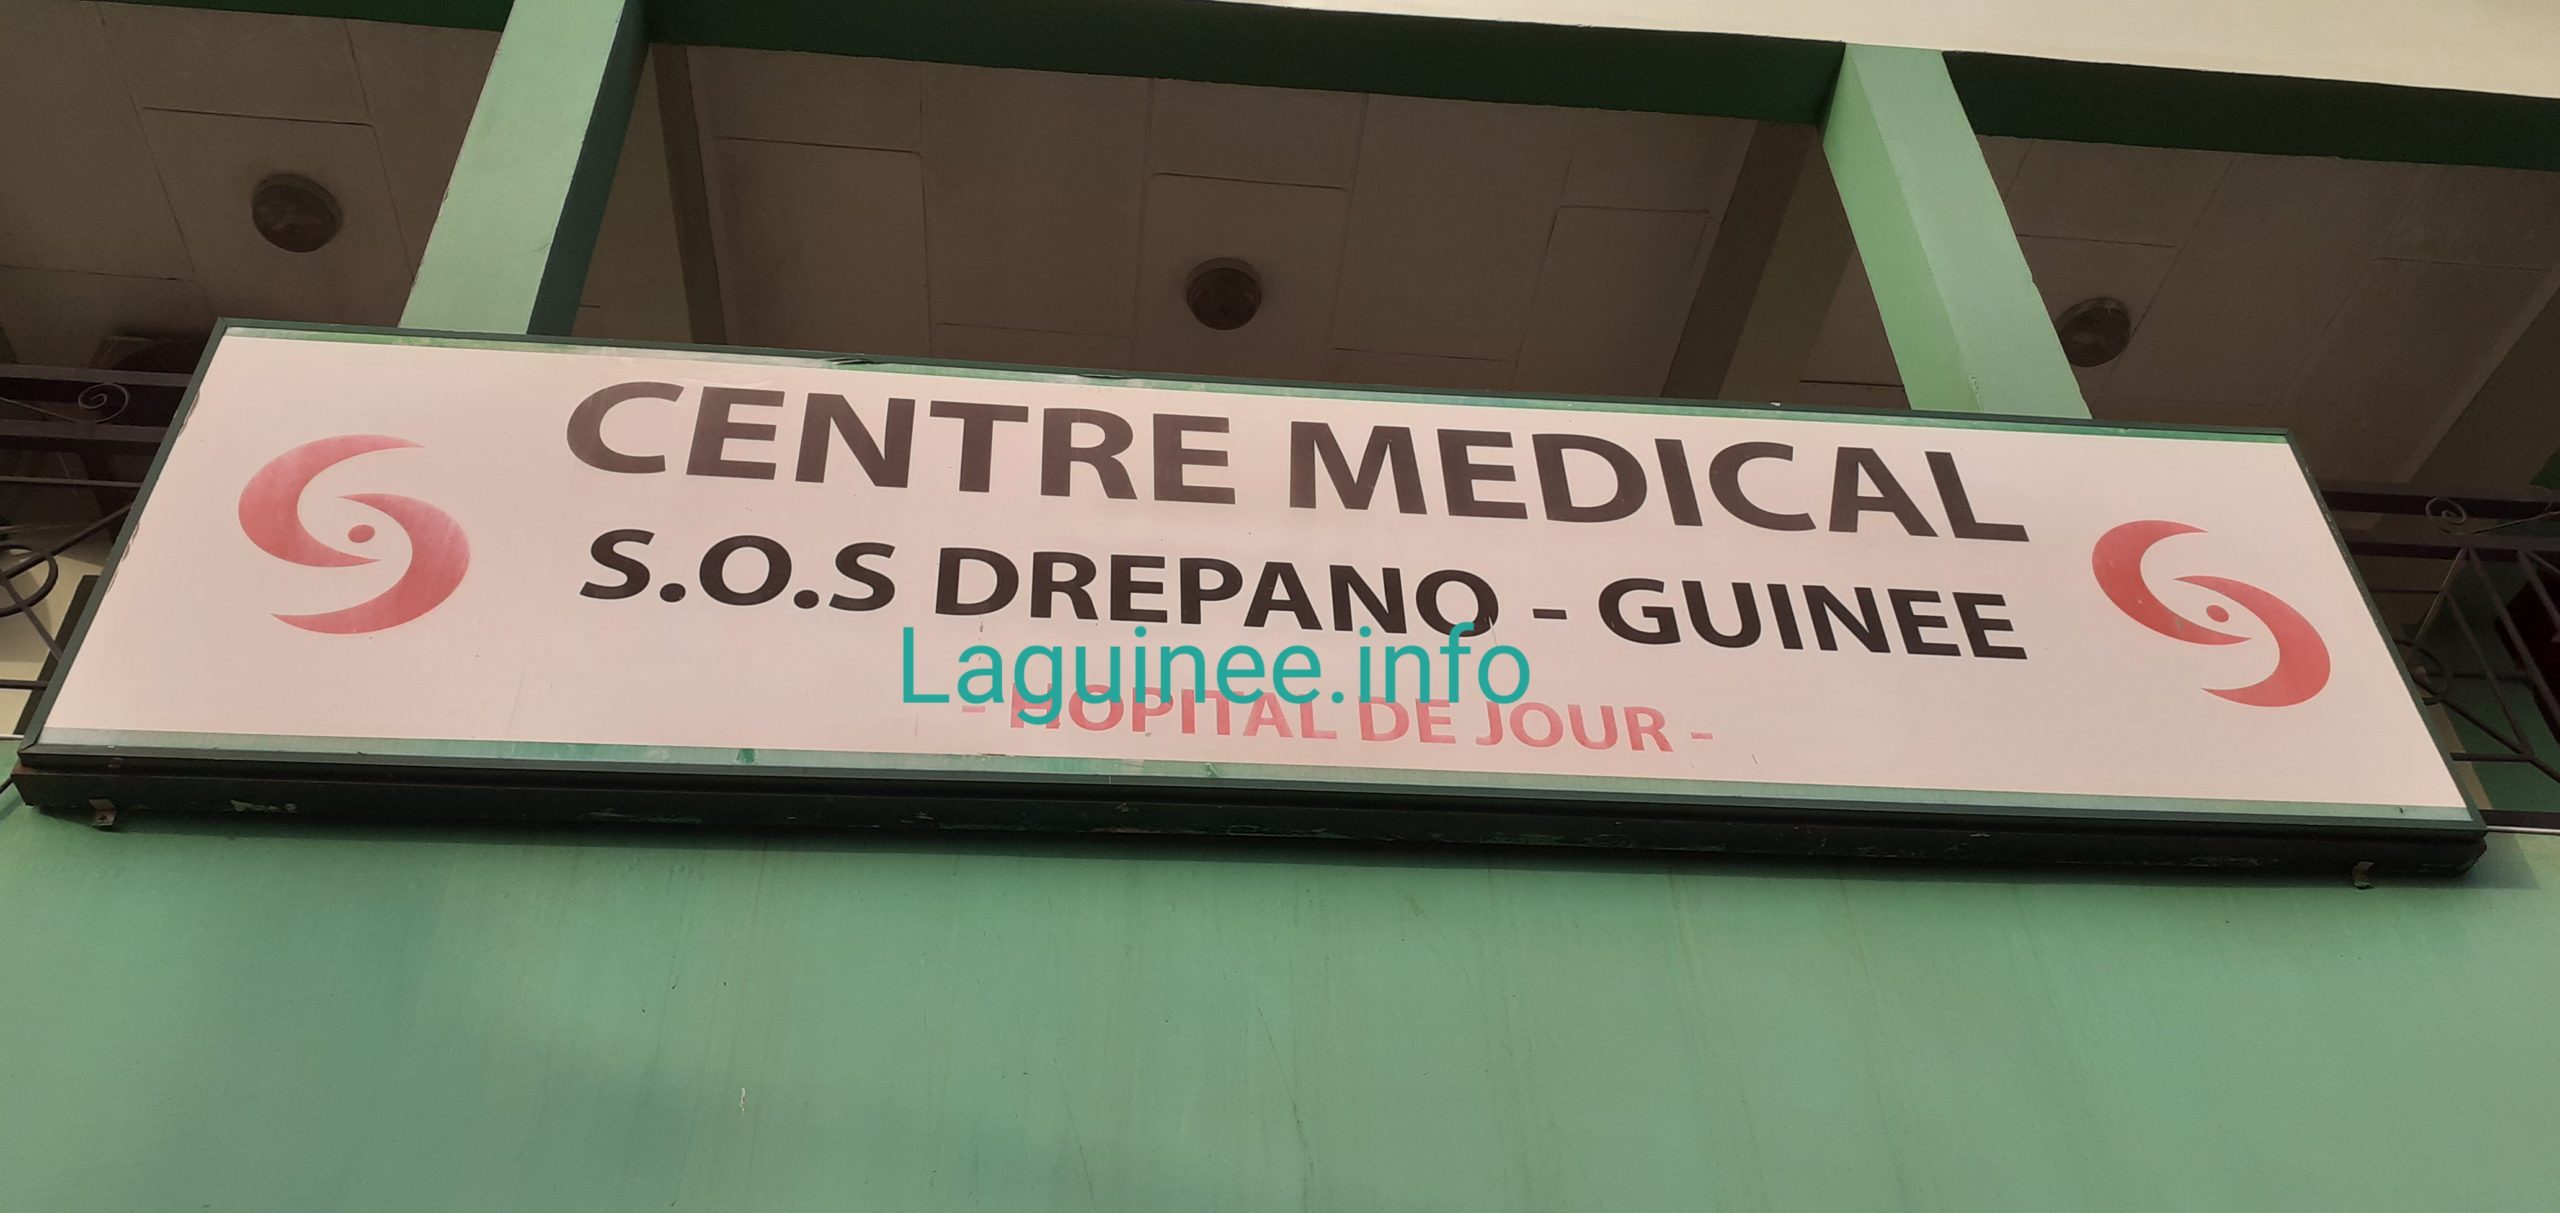 CENTRE MEDICAL
S.O.S DREPANO - GUINEE
Laguinee.info
- HOPITAL DE JOUR -